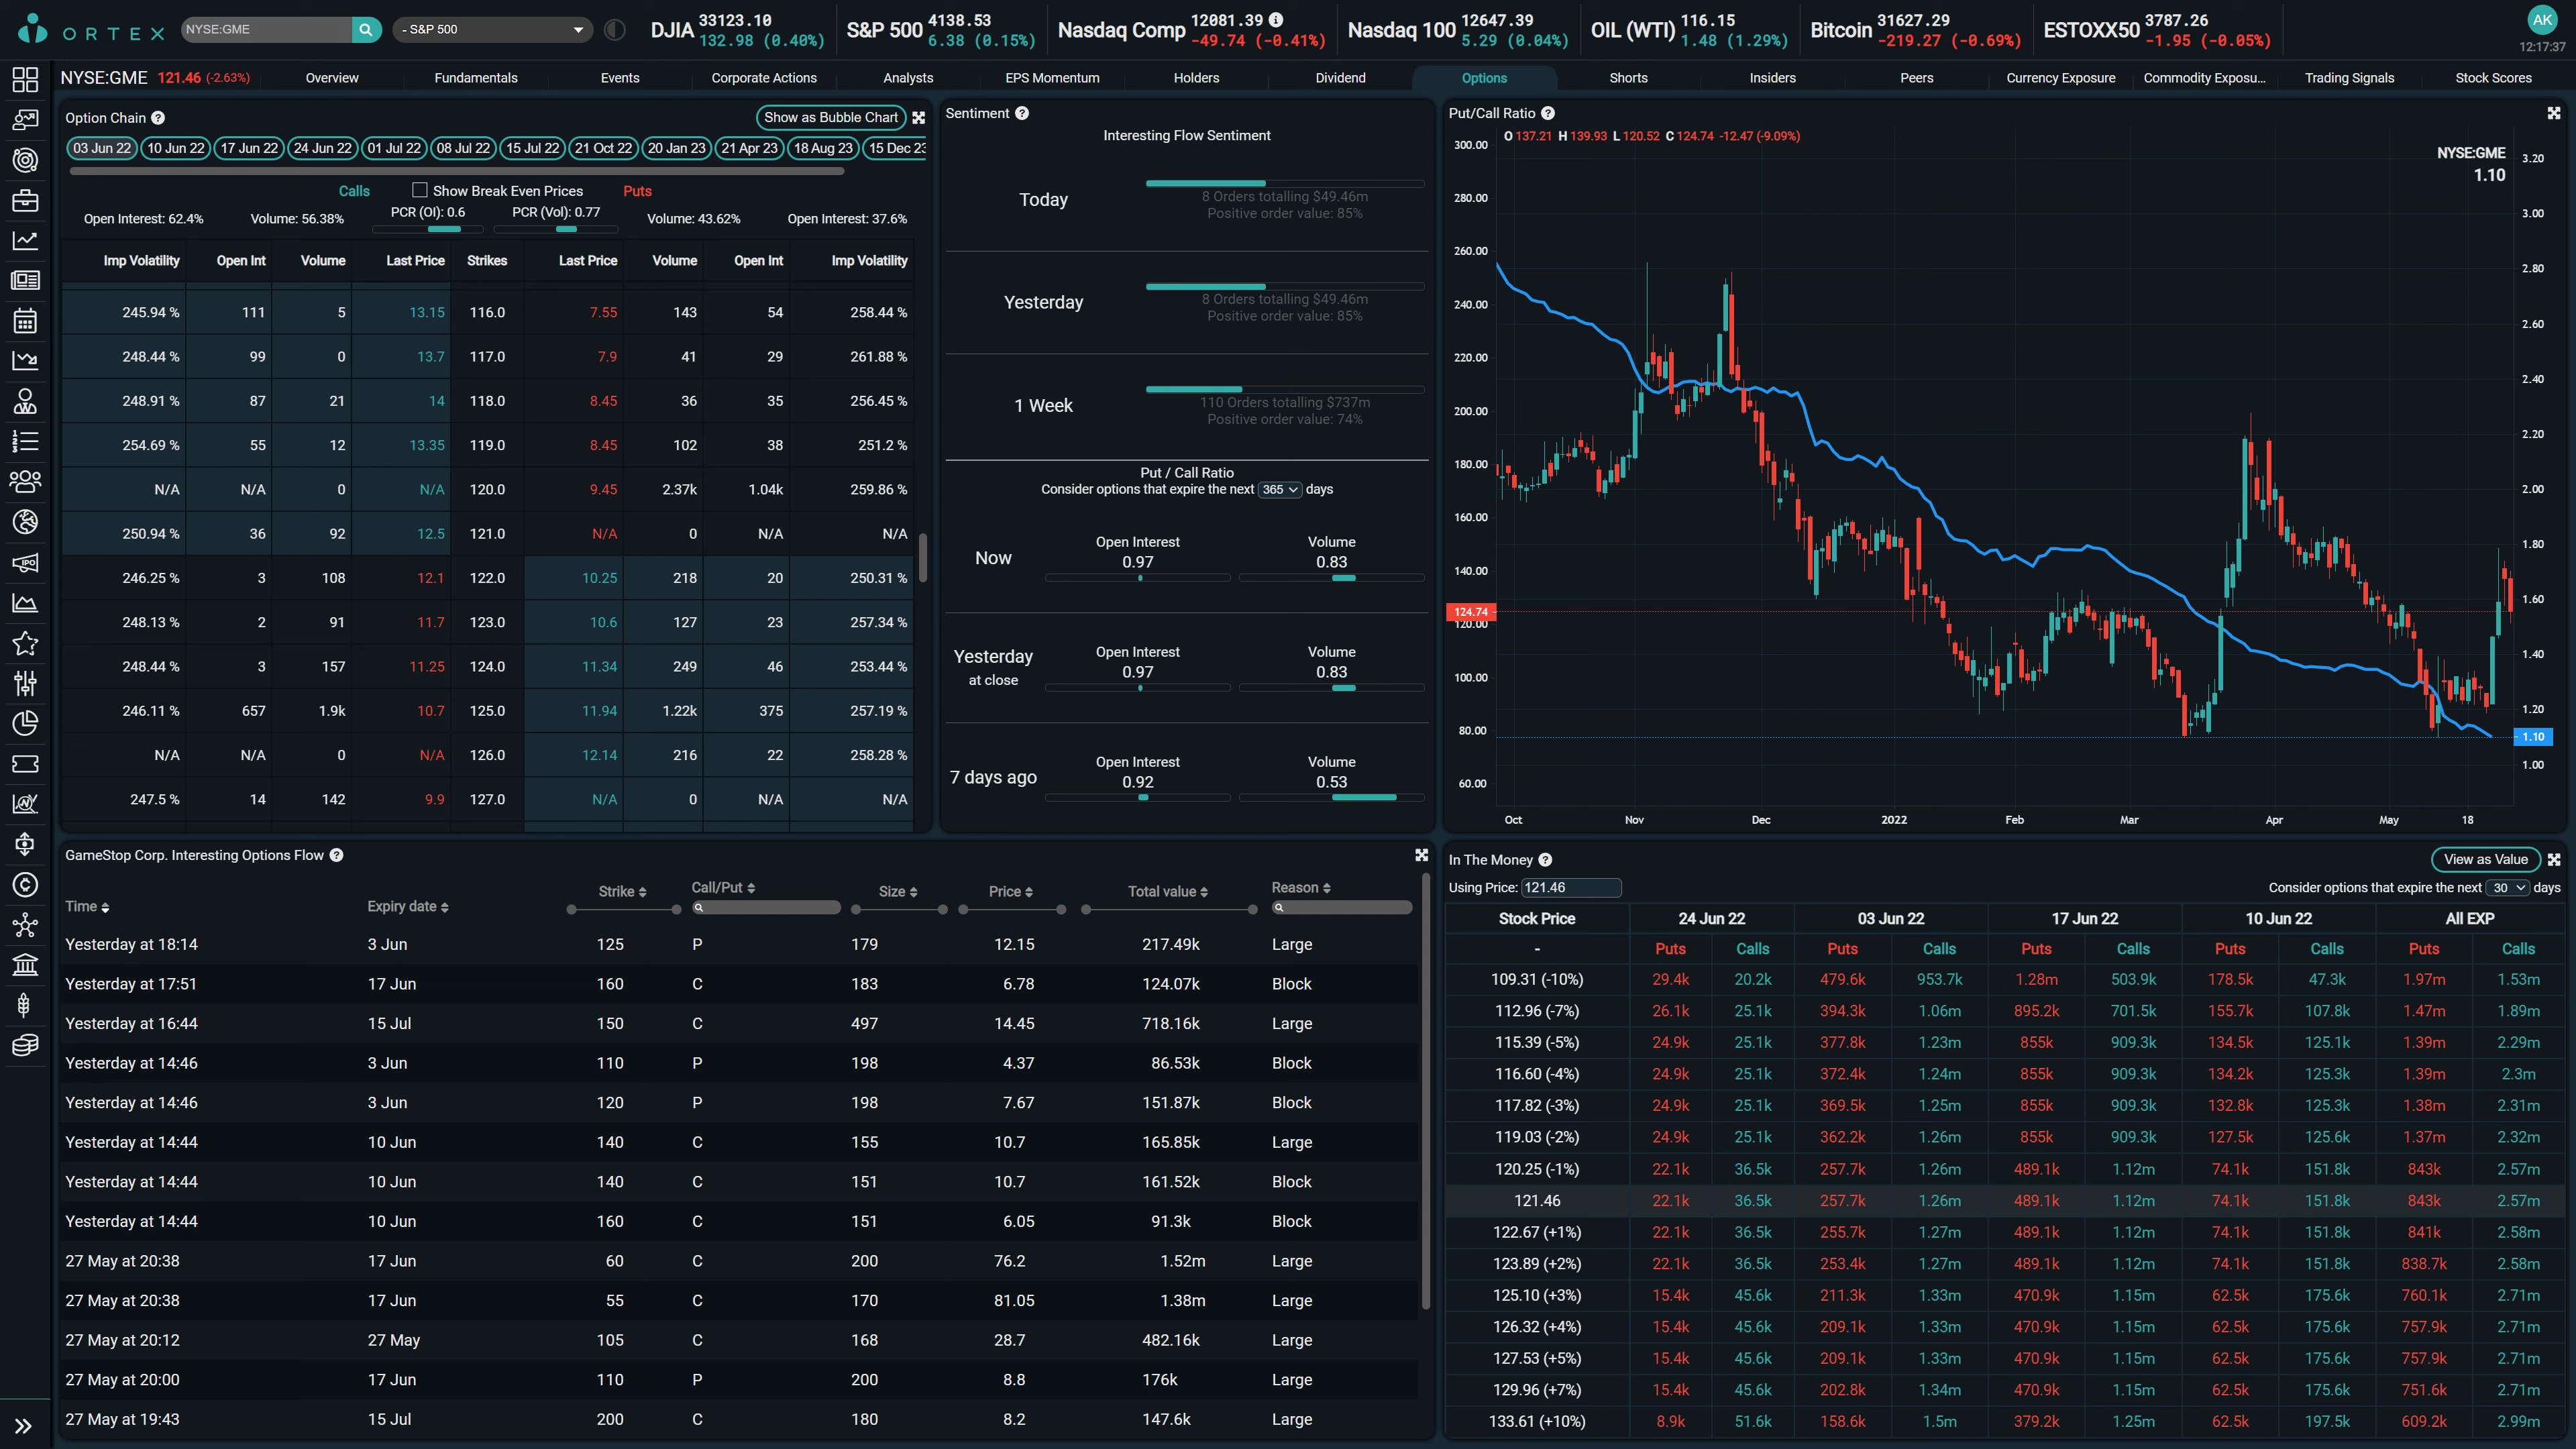 ORTEX
NYSE:GME
- S&P 500
DJIA 33123.10 132.98 (0.40%)
S&P 500 4138.53 6.38 (0.15%)
Nasdaq Comp 12081.39 -49.74 (-0.41%)
Nasdaq 100 12647.39 5.29 (0.04%)
OIL (WTI) 116.15 1.48 (1.29%)
Bitcoin 31627.29 -219.27 (-0.69%)
ESTOXX50 3787.26 -1.95 (-0.05%)
AK
12:17:37
NYSE:GME 121.46 (-2.63%) Overview Fundamentals Events Corporate Actions Analysts EPS Momentum Holders Dividend Options Shorts Insiders Peers Currency Exposure Commodity Exposu... Trading Signals Stock Scores
Option Chain ? Show as Bubble Chart
03 Jun 22 10 Jun 22 17 Jun 22 24 Jun 22 01 Jul 22 08 Jul 22 15 Jul 22 21 Oct 22 20 Jan 23 21 Apr 23 18 Aug 23 15 Dec 23
Calls Show Break Even Prices Puts
Open Interest: 62.4% Volume: 56.38% PCR (OI): 0.6 PCR (Vol): 0.77 Volume: 43.62% Open Interest: 37.6%
Imp Volatility Open Int Volume Last Price Strikes Last Price Volume Open Int Imp Volatility
245.94 % 111 5 13.15 116.0 7.55 143 54 258.44 %
248.44 % 99 0 13.7 117.0 7.9 41 29 261.88 %
248.91 % 87 21 14 118.0 8.45 36 35 256.45 %
254.69 % 55 12 13.35 119.0 8.45 102 38 251.2 %
N/A N/A 0 N/A 120.0 9.45 2.37k 1.04k 259.86 %
250.94 % 36 92 12.5 121.0 N/A 0 N/A N/A
246.25 % 3 108 12.1 122.0 10.25 218 20 250.31 %
248.13 % 2 91 11.7 123.0 10.6 127 23 257.34 %
248.44 % 3 157 11.25 124.0 11.34 249 46 253.44 %
246.11 % 657 1.9k 10.7 125.0 11.94 1.22k 375 257.19 %
N/A N/A 0 N/A 126.0 12.14 216 22 258.28 %
247.5 % 14 142 9.9 127.0 N/A 0 N/A N/A
Sentiment ?
Interesting Flow Sentiment
Today
8 Orders totalling $49.46m
Positive order value: 85%
Yesterday
8 Orders totalling $49.46m
Positive order value: 85%
1 Week
110 Orders totalling $737m
Positive order value: 74%
Put / Call Ratio
Consider options that expire the next 365 days
Now Open Interest 0.97 Volume 0.83
Yesterday at close Open Interest 0.97 Volume 0.83
7 days ago Open Interest 0.92 Volume 0.53
Put/Call Ratio ?
O 137.21 H 139.93 L 120.52 C 124.74 -12.47 (-9.09%)
NYSE:GME
1.10
300.00
280.00
260.00
240.00
220.00
200.00
180.00
160.00
140.00
124.74
120.00
100.00
80.00
60.00
3.20
3.00
2.80
2.60
2.40
2.20
2.00
1.80
1.60
1.40
1.20
1.10
1.00
Oct Nov Dec 2022 Feb Mar Apr May 18
GameStop Corp. Interesting Options Flow ?
Time Expiry date Strike Call/Put Size Price Total value Reason
Yesterday at 18:14 3 Jun 125 P 179 12.15 217.49k Large
Yesterday at 17:51 17 Jun 160 C 183 6.78 124.07k Block
Yesterday at 16:44 15 Jul 150 C 497 14.45 718.16k Large
Yesterday at 14:46 3 Jun 110 P 198 4.37 86.53k Block
Yesterday at 14:46 3 Jun 120 P 198 7.67 151.87k Block
Yesterday at 14:44 10 Jun 140 C 155 10.7 165.85k Large
Yesterday at 14:44 10 Jun 140 C 151 10.7 161.52k Block
Yesterday at 14:44 10 Jun 160 C 151 6.05 91.3k Block
27 May at 20:38 17 Jun 60 C 200 76.2 1.52m Large
27 May at 20:38 17 Jun 55 C 170 81.05 1.38m Large
27 May at 20:12 27 May 105 C 168 28.7 482.16k Large
27 May at 20:00 17 Jun 110 P 200 8.8 176k Large
27 May at 19:43 15 Jul 200 C 180 8.2 147.6k Large
In The Money ? View as Value
Using Price: 121.46 Consider options that expire the next 30 days
Stock Price 24 Jun 22 03 Jun 22 17 Jun 22 10 Jun 22 All EXP
- Puts Calls Puts Calls Puts Calls Puts Calls Puts Calls
109.31 (-10%) 29.4k 20.2k 479.6k 953.7k 1.28m 503.9k 178.5k 47.3k 1.97m 1.53m
112.96 (-7%) 26.1k 25.1k 394.3k 1.06m 895.2k 701.5k 155.7k 107.8k 1.47m 1.89m
115.39 (-5%) 24.9k 25.1k 377.8k 1.23m 855k 909.3k 134.5k 125.1k 1.39m 2.29m
116.60 (-4%) 24.9k 25.1k 372.4k 1.24m 855k 909.3k 134.2k 125.3k 1.39m 2.3m
117.82 (-3%) 24.9k 25.1k 369.5k 1.25m 855k 909.3k 132.8k 125.3k 1.38m 2.31m
119.03 (-2%) 24.9k 25.1k 362.2k 1.26m 855k 909.3k 127.5k 125.6k 1.37m 2.32m
120.25 (-1%) 22.1k 36.5k 257.7k 1.26m 489.1k 1.12m 74.1k 151.8k 843k 2.57m
121.46 22.1k 36.5k 257.7k 1.26m 489.1k 1.12m 74.1k 151.8k 843k 2.57m
122.67 (+1%) 22.1k 36.5k 255.7k 1.27m 489.1k 1.12m 74.1k 151.8k 841k 2.58m
123.89 (+2%) 22.1k 36.5k 253.4k 1.27m 489.1k 1.12m 74.1k 151.8k 838.7k 2.58m
125.10 (+3%) 15.4k 45.6k 211.3k 1.33m 470.9k 1.15m 62.5k 175.6k 760.1k 2.71m
126.32 (+4%) 15.4k 45.6k 209.1k 1.33m 470.9k 1.15m 62.5k 175.6k 757.9k 2.71m
127.53 (+5%) 15.4k 45.6k 209.1k 1.33m 470.9k 1.15m 62.5k 175.6k 757.9k 2.71m
129.96 (+7%) 15.4k 45.6k 202.8k 1.34m 470.9k 1.15m 62.5k 175.6k 751.6k 2.71m
133.61 (+10%) 8.9k 51.6k 158.6k 1.5m 379.2k 1.25m 62.5k 197.5k 609.2k 2.99m